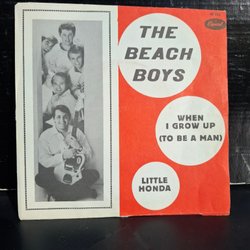 THE
BEACH
BOYS
WHEN
I GROW UP
(TO BE A MAN)
LITTLE
HONDA